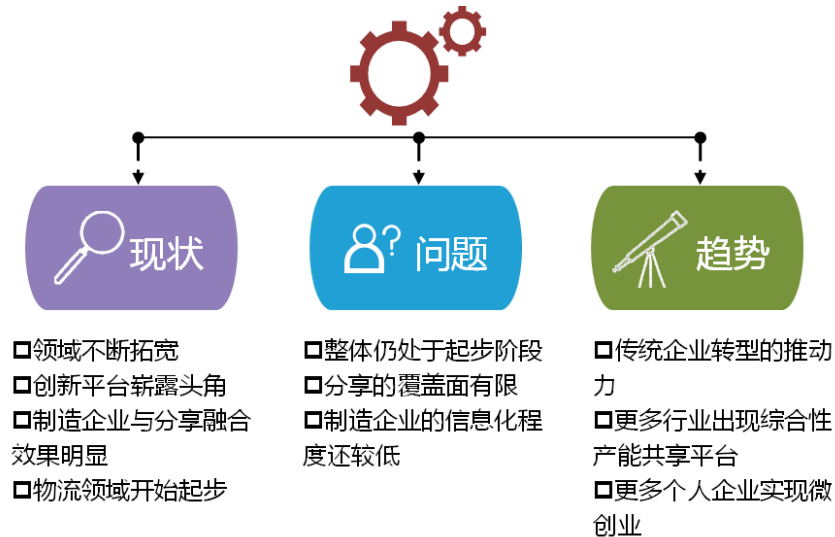 现状
领域不断拓宽
创新平台崭露头角
制造企业与分享融合
效果明显
物流领域开始起步
?
问题
整体仍处于起步阶段
分享的覆盖面有限
制造企业的信息化程
度还较低
趋势
传统企业转型的推动
力
更多行业出现综合性
产能共享平台
更多个人企业实现微
创业